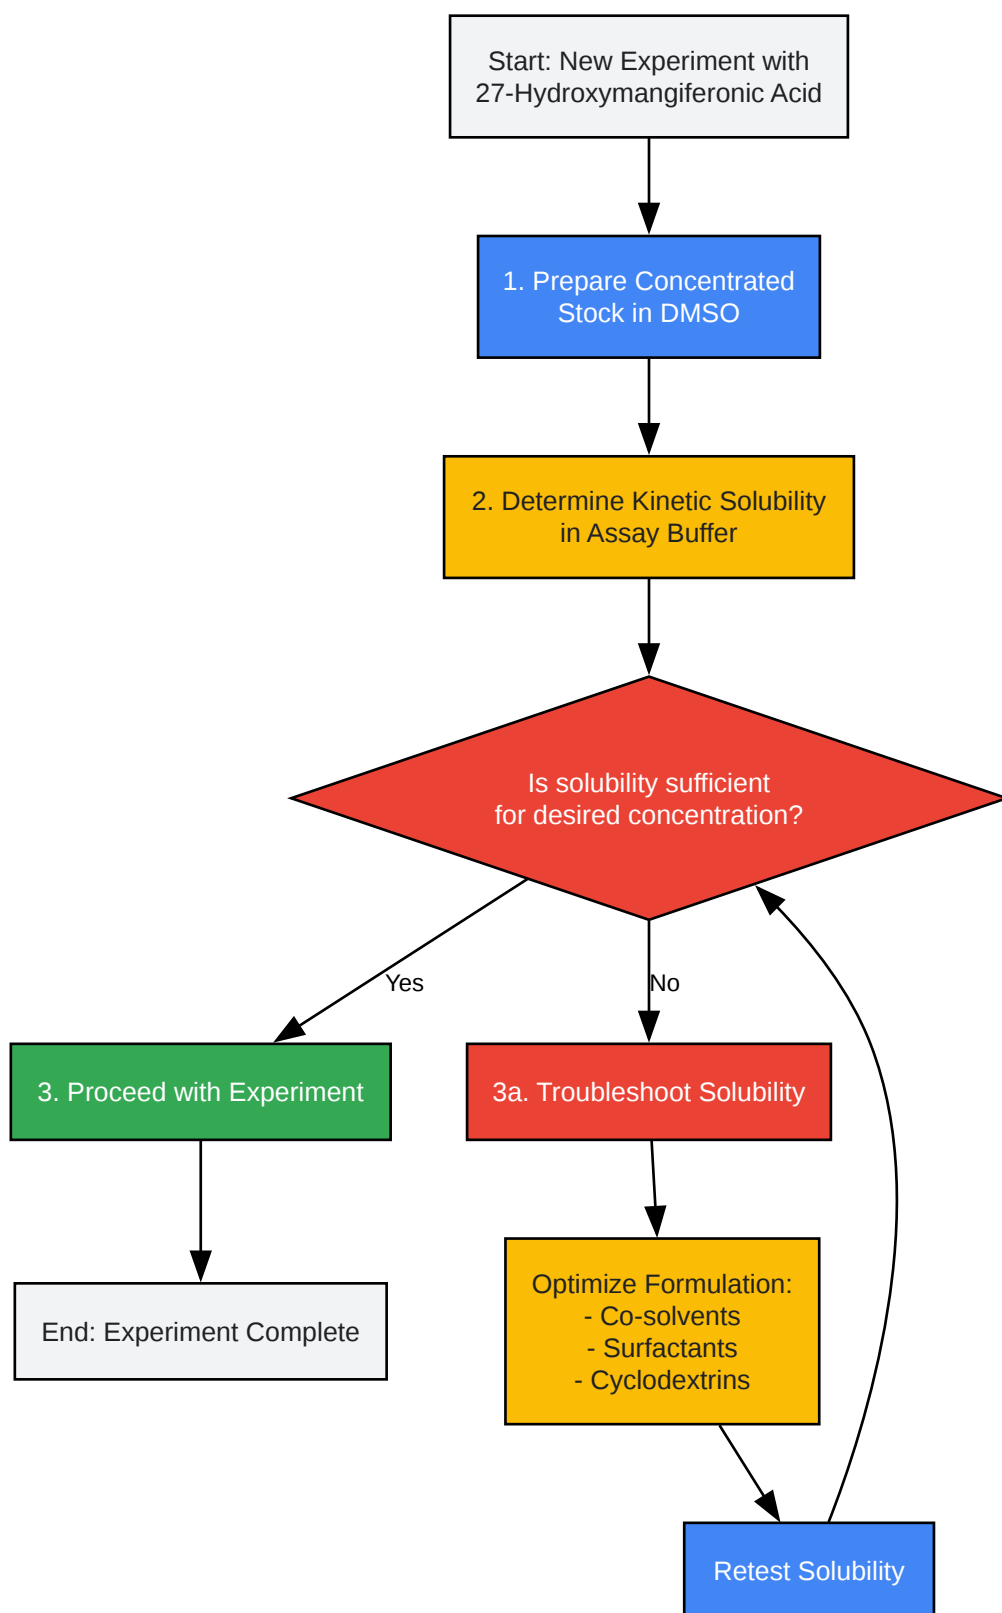 Start: New Experiment with
27-Hydroxymangiferonic Acid
1. Prepare Concentrated
Stock in DMSO
2. Determine Kinetic Solubility
in Assay Buffer
Is solubility sufficient
for desired concentration?
Yes
No
3. Proceed with Experiment
3a. Troubleshoot Solubility
Optimize Formulation:
- Co-solvents
- Surfactants
- Cyclodextrins
End: Experiment Complete
Retest Solubility